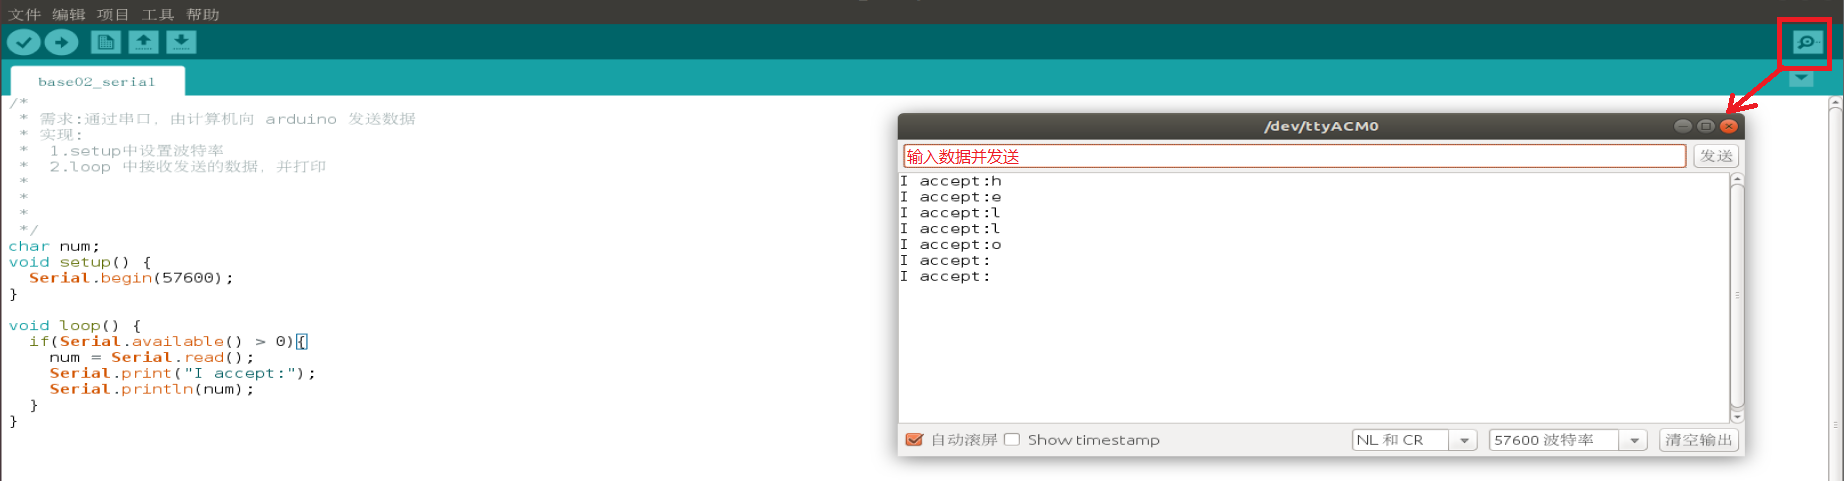 文件 编辑 项目 工具 帮助
base02_serial
/*
* 需求:通过串口, 由计算机向 arduino 发送数据
* 实现:
* 1.setup中设置波特率
* 2.loop 中接收发送的数据, 并打印
*
*
*
*/
char num;
void setup() {
Serial.begin(57600);
}
void loop() {
if(Serial.available() > 0){
num = Serial.read();
Serial.print("I accept:");
Serial.println(num);
}
}
/dev/ttyACM0
输入数据并发送 发送
I accept:h
I accept:e
I accept:l
I accept:l
I accept:o
I accept:
I accept:
自动滚屏 Show timestamp NL 和 CR 57600 波特率 清空输出